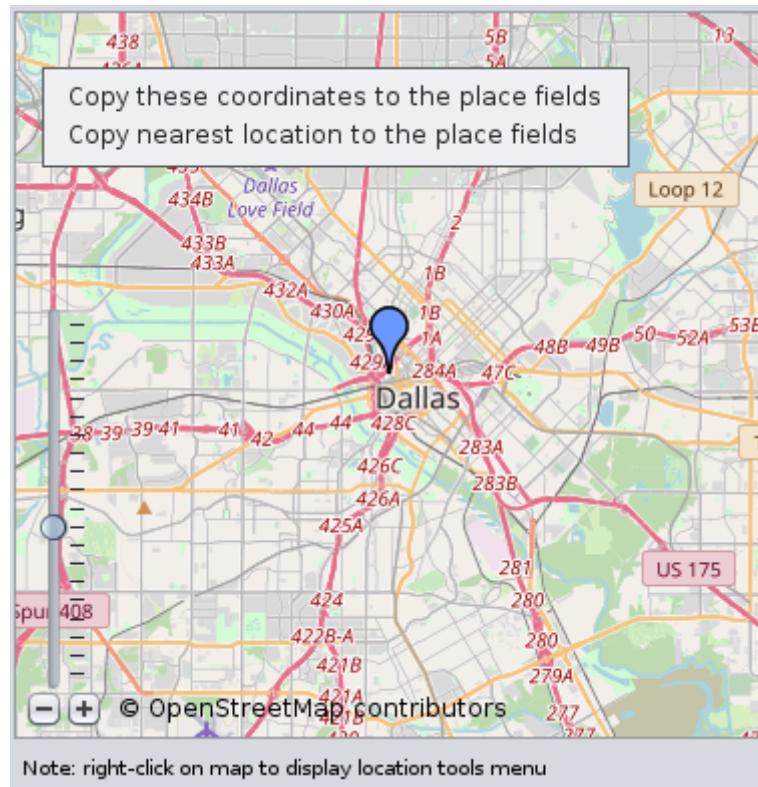 438
5B
5A
13
Copy these coordinates to the place fields
Copy nearest location to the place fields
Dallas
Love Field
434B
Loop 12
2
433B
433A
1B
432A
430A
1B
1A
53B
52A
50
49B
48B
284A
47C
Dallas
38
39
39
41
41
42
44
44
428C
283A
426C
283B
426A
425A
281
US 175
424
280
Spur 408
422B-A
280
421B
279A
421A
© OpenStreetMap contributors
421B
277
277
Note: right-click on map to display location tools menu